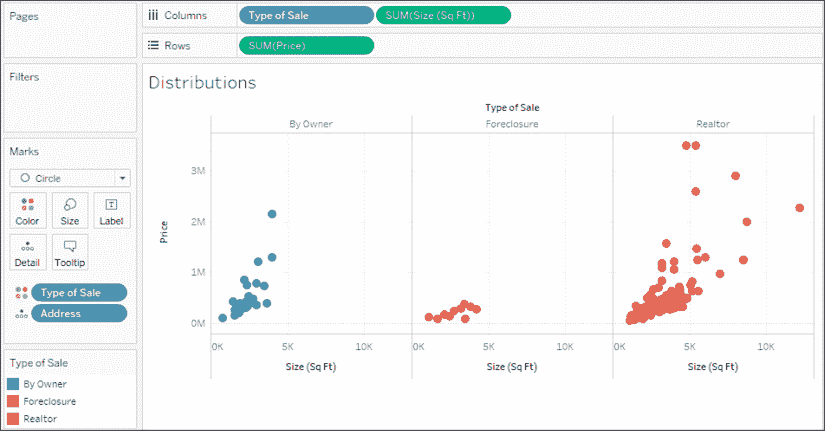 Pages
Columns
Type of Sale
SUM(Size (Sq Ft))
Rows
SUM(Price)
Filters
Marks
Circle
Color
Size
Label
Detail
Tooltip
Type of Sale
Address
Type of Sale
By Owner
Foreclosure
Realtor
Distributions
Type of Sale
By Owner
Foreclosure
Realtor
Price
3M
2M
1M
0M
0K
5K
10K
0K
5K
10K
0K
5K
10K
Size (Sq Ft)
Size (Sq Ft)
Size (Sq Ft)